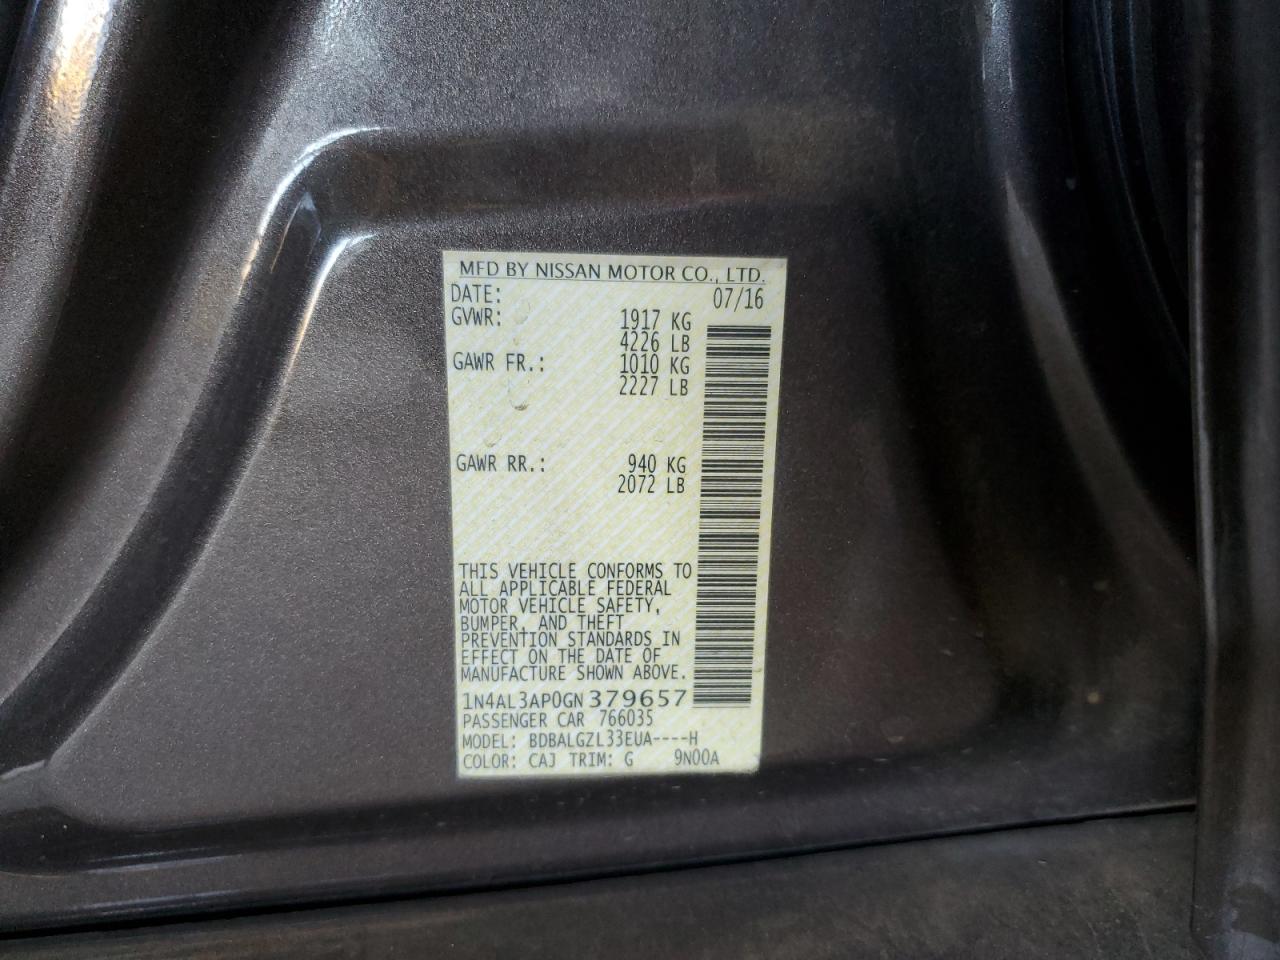 MFD BY NISSAN MOTOR CO., LTD.
DATE: 07/16
GVWR: 1917 KG
4226 LB
GAWR FR.: 1010 KG
2227 LB
GAWR RR.: 940 KG
2072 LB
THIS VEHICLE CONFORMS TO
ALL APPLICABLE FEDERAL
MOTOR VEHICLE SAFETY,
BUMPER, AND THEFT
PREVENTION STANDARDS IN
EFFECT ON THE DATE OF
MANUFACTURE SHOWN ABOVE.
1N4AL3AP0GN379657
PASSENGER CAR 766035
MODEL: BDBALGZL33EUA----H
COLOR: CAJ TRIM: G 9N00A